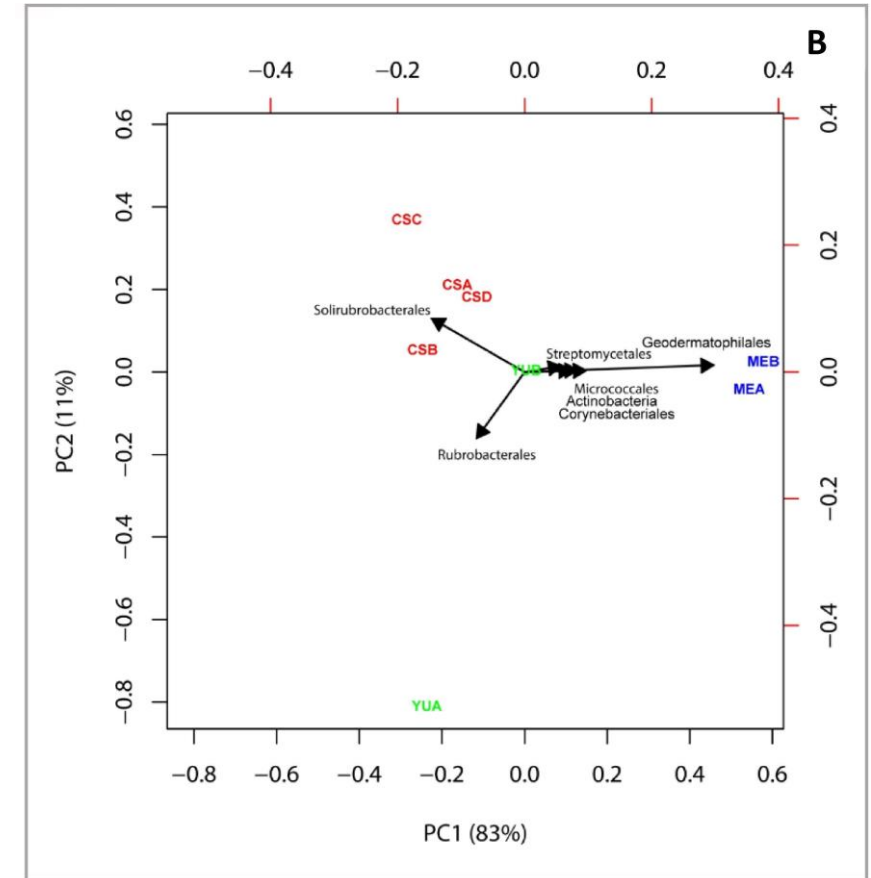 B
−0.4 −0.2 0.0 0.2 0.4
0.6 0.4 0.2 0.0 −0.2 −0.4 −0.6 −0.8
PC2 (11%)
CSC
CSA
CSD
Solirubrobacterales
CSB
Geodermatophilales
Streptomycetales
YUB
MEB
Micrococcales
MEA
Actinobacteria
Corynebacteriales
Rubrobacterales
YUA
0.4 0.2 0.0 −0.2 −0.4
−0.8 −0.6 −0.4 −0.2 0.0 0.2 0.4 0.6
PC1 (83%)